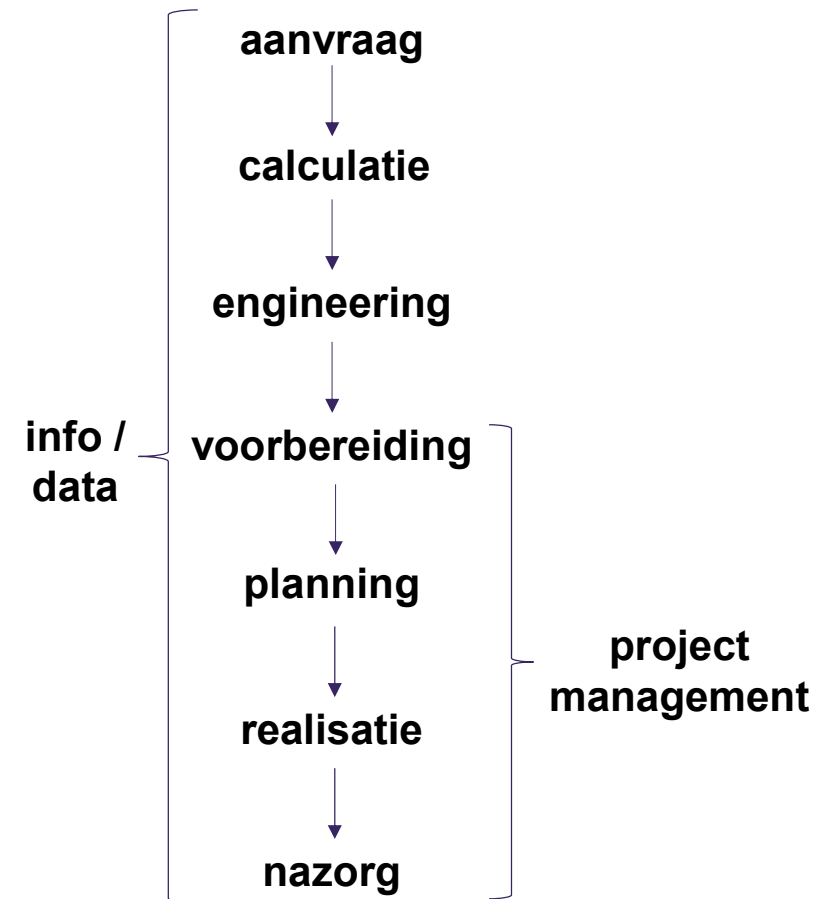 aanvraag
calculatie
engineering
info /
data
voorbereiding
planning
project
management
realisatie
nazorg